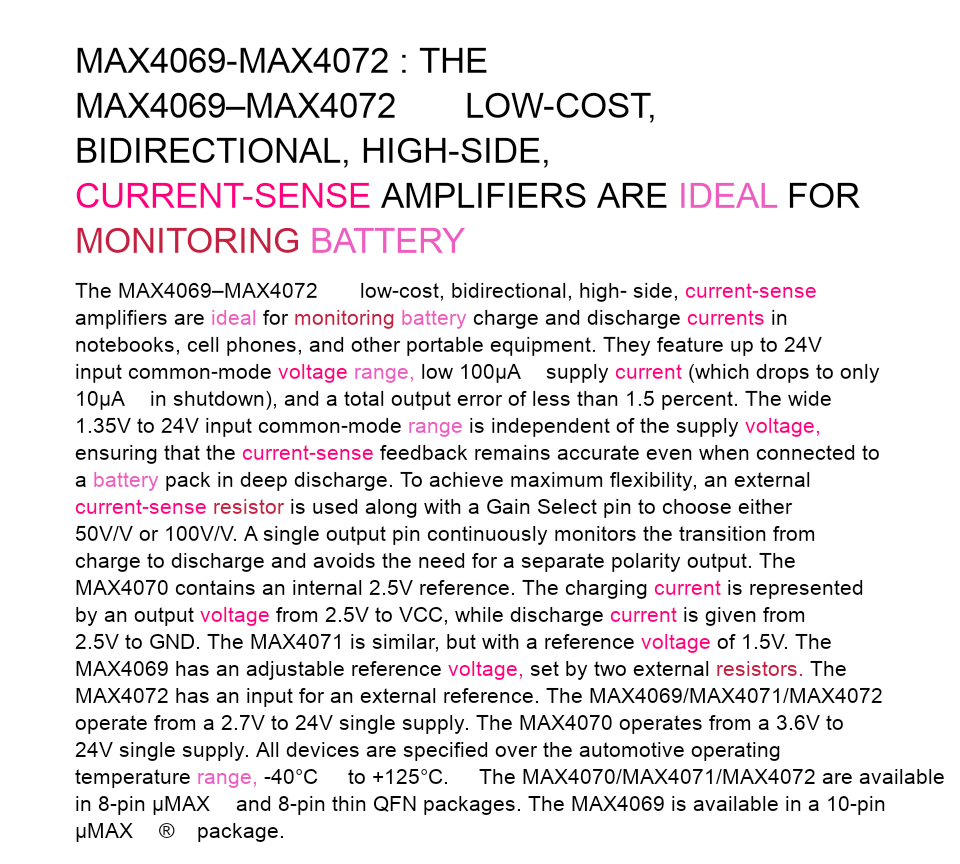 MAX4069-MAX4072 : THE
MAX4069–MAX4072 LOW-COST,
BIDIRECTIONAL, HIGH-SIDE,
CURRENT-SENSE AMPLIFIERS ARE IDEAL FOR
MONITORING BATTERY
The MAX4069–MAX4072 low-cost, bidirectional, high- side, current-sense
amplifiers are ideal for monitoring battery charge and discharge currents in
notebooks, cell phones, and other portable equipment. They feature up to 24V
input common-mode voltage range, low 100µA supply current (which drops to only
10µA in shutdown), and a total output error of less than 1.5 percent. The wide
1.35V to 24V input common-mode range is independent of the supply voltage,
ensuring that the current-sense feedback remains accurate even when connected to
a battery pack in deep discharge. To achieve maximum flexibility, an external
current-sense resistor is used along with a Gain Select pin to choose either
50V/V or 100V/V. A single output pin continuously monitors the transition from
charge to discharge and avoids the need for a separate polarity output. The
MAX4070 contains an internal 2.5V reference. The charging current is represented
by an output voltage from 2.5V to VCC, while discharge current is given from
2.5V to GND. The MAX4071 is similar, but with a reference voltage of 1.5V. The
MAX4069 has an adjustable reference voltage, set by two external resistors. The
MAX4072 has an input for an external reference. The MAX4069/MAX4071/MAX4072
operate from a 2.7V to 24V single supply. The MAX4070 operates from a 3.6V to
24V single supply. All devices are specified over the automotive operating
temperature range, -40°C to +125°C. The MAX4070/MAX4071/MAX4072 are available
in 8-pin µMAX and 8-pin thin QFN packages. The MAX4069 is available in a 10-pin
µMAX ® package.